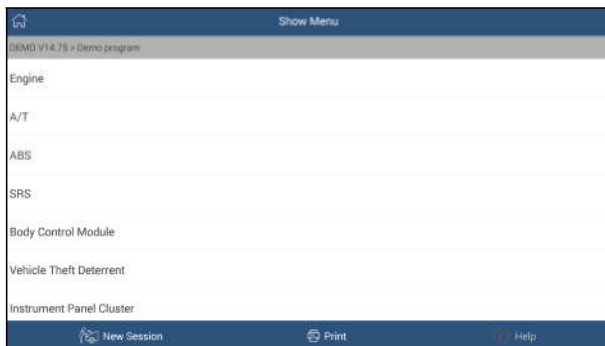 Show Menu
DEMO V14.75 > Demo program
Engine
A/T
ABS
SRS
Body Control Module
Vehicle Theft Deterrent
Instrument Panel Cluster
New Session Print Help